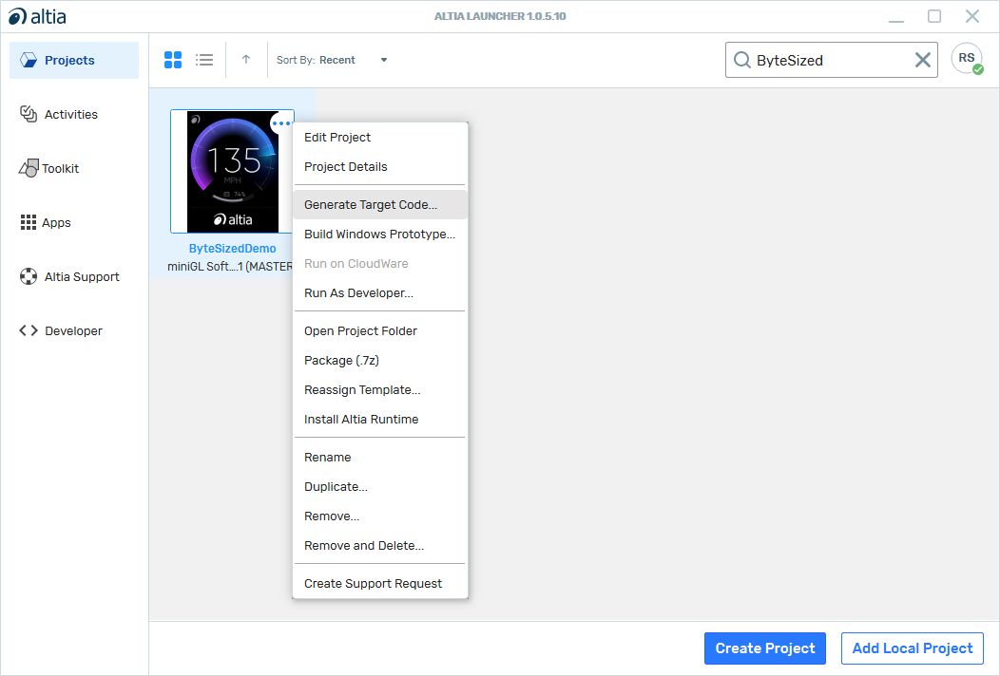 altia
ALTIA LAUNCHER 1.0.5.10
Projects
Activities
Toolkit
Apps
Altia Support
Developer
Sort By: Recent
ByteSized
RS
135
MPH
74%
altia
ByteSizedDemo
miniGL Soft....1 (MASTER
Edit Project
Project Details
Generate Target Code...
Build Windows Prototype...
Run on CloudWare
Run As Developer...
Open Project Folder
Package (.7z)
Reassign Template...
Install Altia Runtime
Rename
Duplicate...
Remove...
Remove and Delete...
Create Support Request
Create Project
Add Local Project